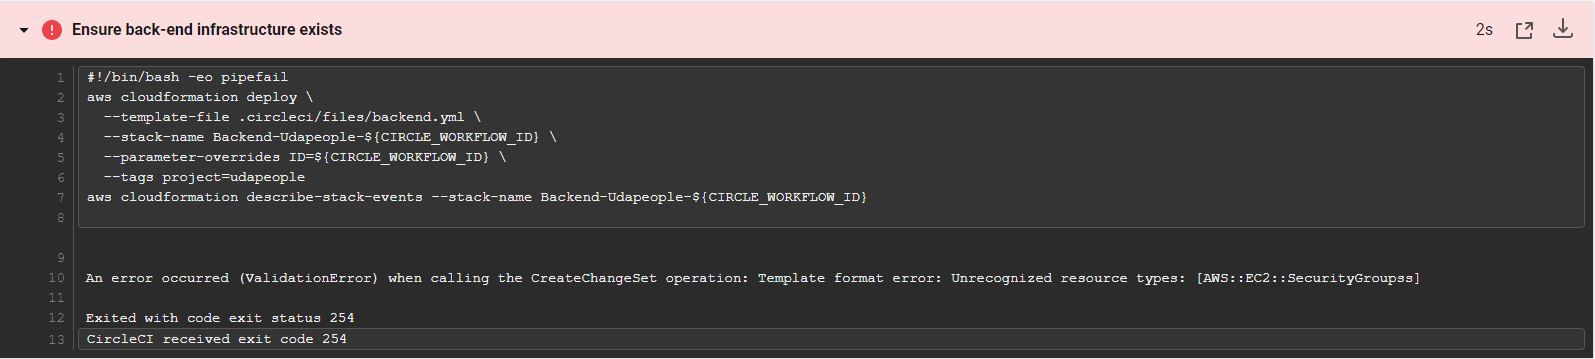 Ensure back-end infrastructure exists 2s
1 #!/bin/bash -eo pipefail
2 aws cloudformation deploy \
3 --template-file .circleci/files/backend.yml \
4 --stack-name Backend-Udapeople-${CIRCLE_WORKFLOW_ID} \
5 --parameter-overrides ID=${CIRCLE_WORKFLOW_ID} \
6 --tags project=udapeople
7 aws cloudformation describe-stack-events --stack-name Backend-Udapeople-${CIRCLE_WORKFLOW_ID}
8
9
10 An error occurred (ValidationError) when calling the CreateChangeSet operation: Template format error: Unrecognized resource types: [AWS::EC2::SecurityGroupss]
11
12 Exited with code exit status 254
13 CircleCI received exit code 254